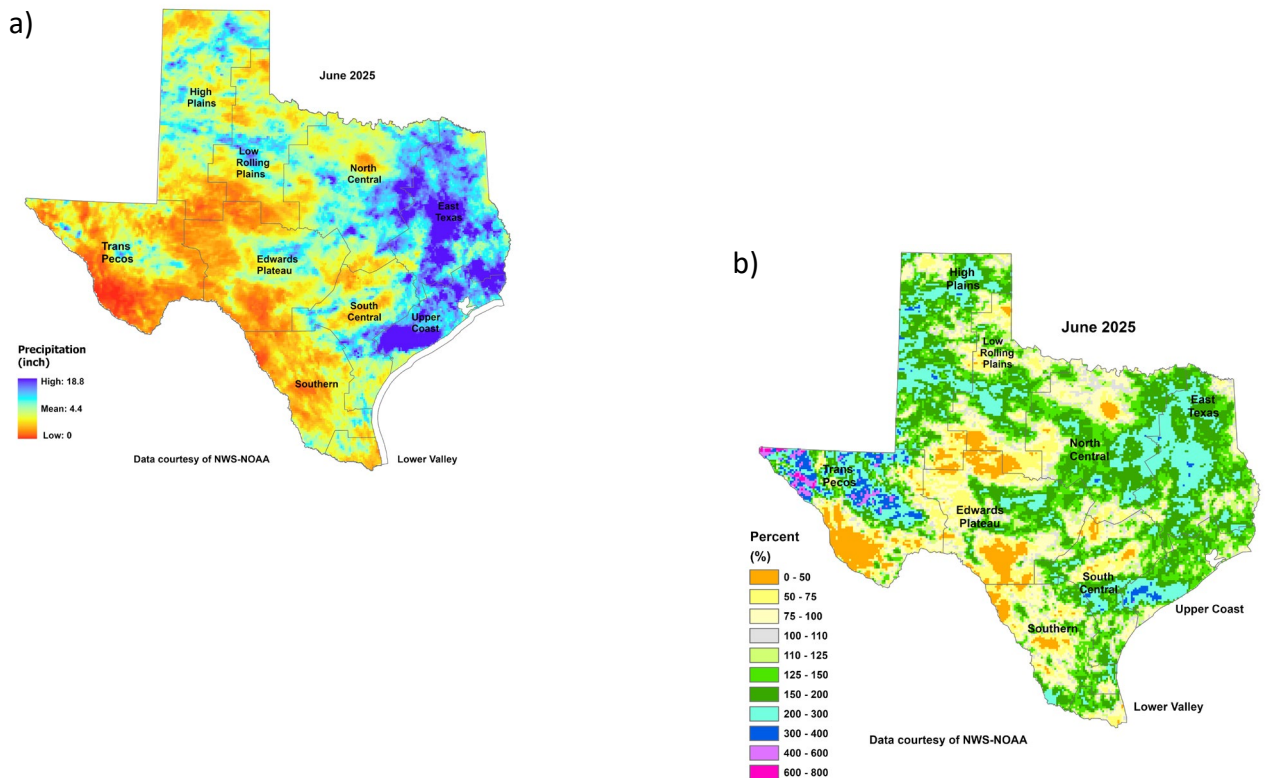 a)
June 2025
High
Plains
Low
Rolling
Plains
North
Central
East
Texas
Trans
Pecos
Edwards
Plateau
South
Central
Upper
Coast
Southern
Lower Valley
Precipitation
(inch)
High: 18.8
Mean: 4.4
Low: 0
Data courtesy of NWS-NOAA
b)
June 2025
High
Plains
Low
Rolling
Plains
East
Texas
North
Central
Trans
Pecos
Edwards
Plateau
South
Central
Upper Coast
Southern
Lower Valley
Percent
(%)
0 - 50
50 - 75
75 - 100
100 - 110
110 - 125
125 - 150
150 - 200
200 - 300
300 - 400
400 - 600
600 - 800
Data courtesy of NWS-NOAA